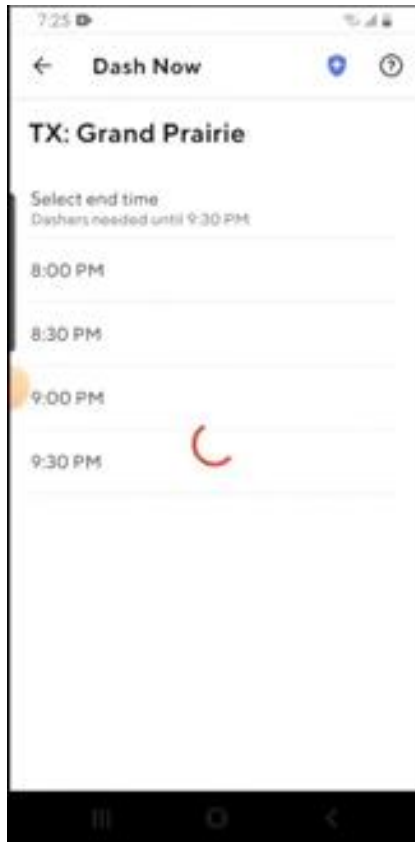 7:25
Dash Now
TX: Grand Prairie
Select end time
Dashers needed until 9:30 PM
8:00 PM
8:30 PM
9:00 PM
9:30 PM